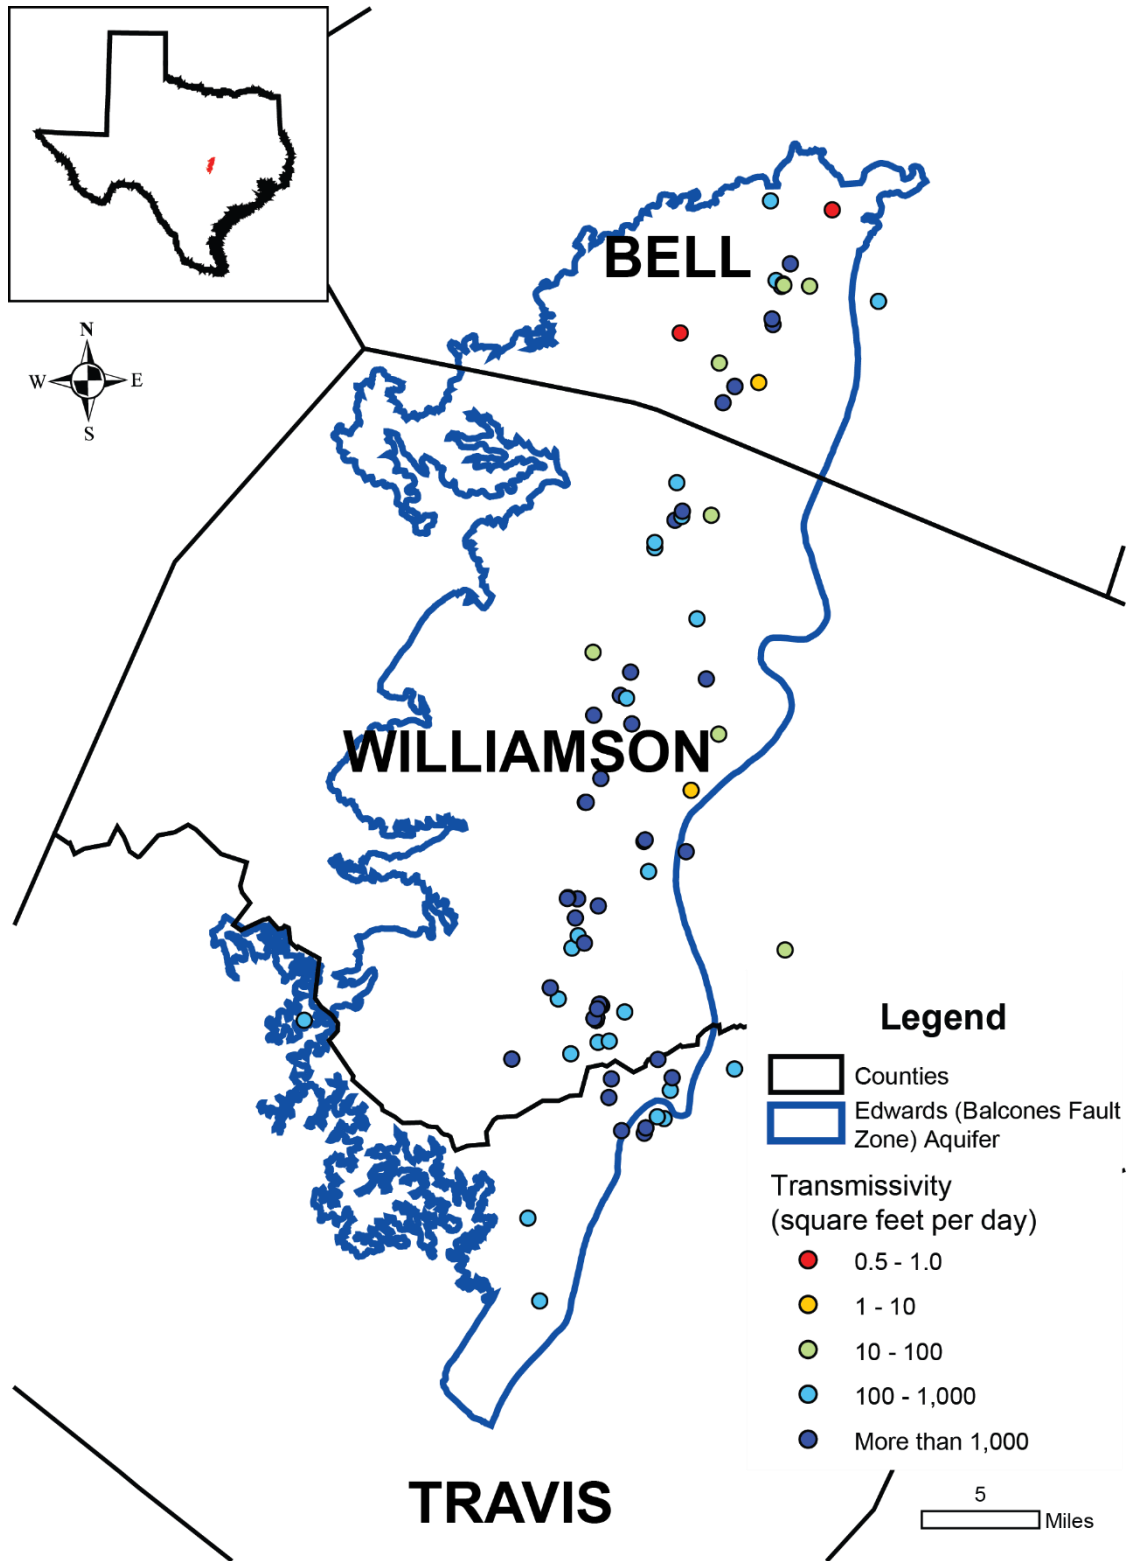 BELL
N
W E
S
WILLIAMSON
Legend
Counties
Edwards (Balcones Fault
Zone) Aquifer
Transmissivity
(square feet per day)
0.5 - 1.0
1 - 10
10 - 100
100 - 1,000
More than 1,000
TRAVIS
5
Miles